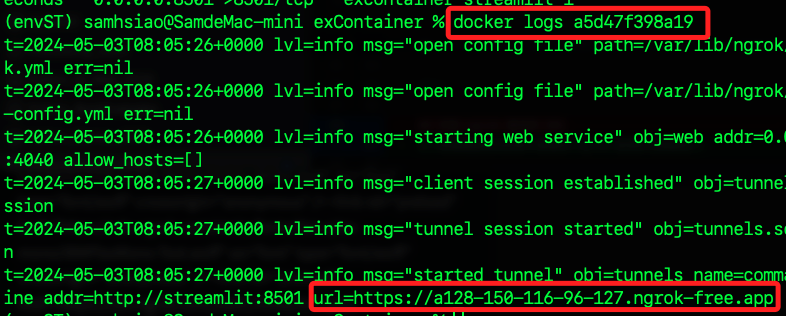 0.0.0.0:8501->8501/tcp exContainer streamlit 1
(envST) samhsiao@SamdeMac-mini exContainer % docker logs a5d47f398a19
t=2024-05-03T08:05:26+0000 lvl=info msg="open config file" path=/var/lib/ngrok/
k.yml err=nil
t=2024-05-03T08:05:26+0000 lvl=info msg="open config file" path=/var/lib/ngrok/
-config.yml err=nil
t=2024-05-03T08:05:26+0000 lvl=info msg="starting web service" obj=web addr=0.0
:4040 allow_hosts=[]
t=2024-05-03T08:05:27+0000 lvl=info msg="client session established" obj=tunnel
ssion
t=2024-05-03T08:05:27+0000 lvl=info msg="tunnel session started" obj=tunnels.se
n
t=2024-05-03T08:05:27+0000 lvl=info msg="started tunnel" obj=tunnels name=comma
ine addr=http://streamlit:8501 url=https://a128-150-116-96-127.ngrok-free.app